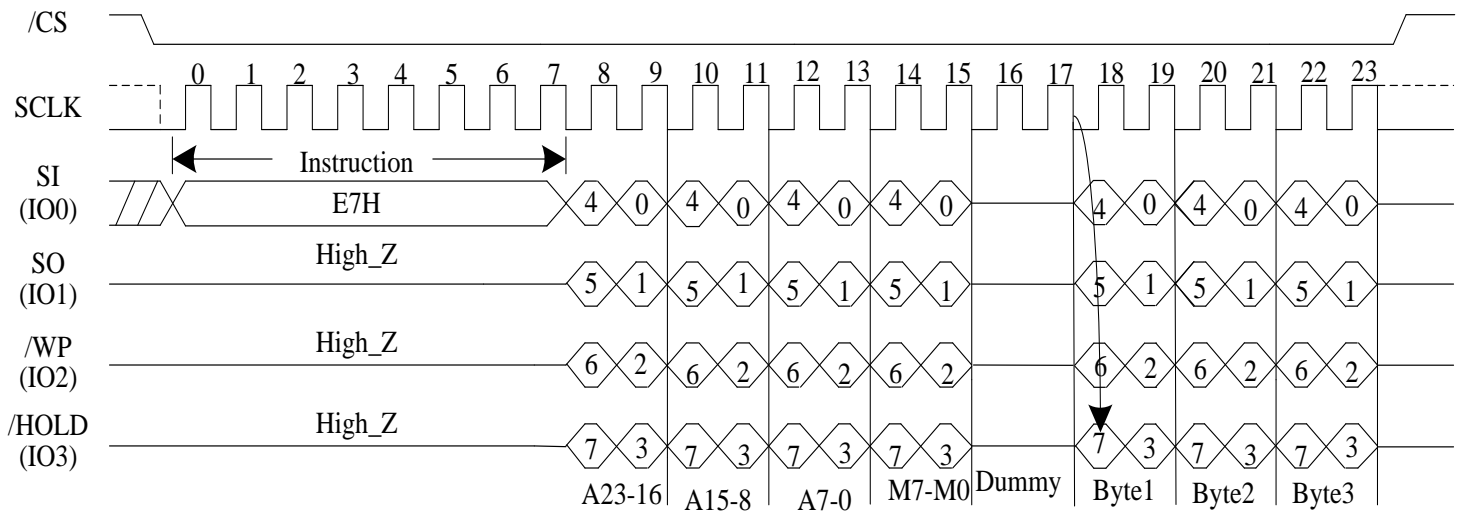 /CS
0 1 2 3 4 5 6 7 8 9 10 11 12 13 14 15 16 17 18 19 20 21 22 23
SCLK
Instruction
SI
(IO0)
E7H
4 0 4 0 4 0 4 0 4 0 4 0 4 0
High_Z
SO
(IO1)
5 1 5 1 5 1 5 1 5 1 5 1 5 1
High_Z
/WP
(IO2)
6 2 6 2 6 2 6 2 6 2 6 2 6 2
High_Z
/HOLD
(IO3)
7 3 7 3 7 3 7 3 7 3 7 3 7 3
A23-16 A15-8 A7-0 M7-M0 Dummy Byte1 Byte2 Byte3